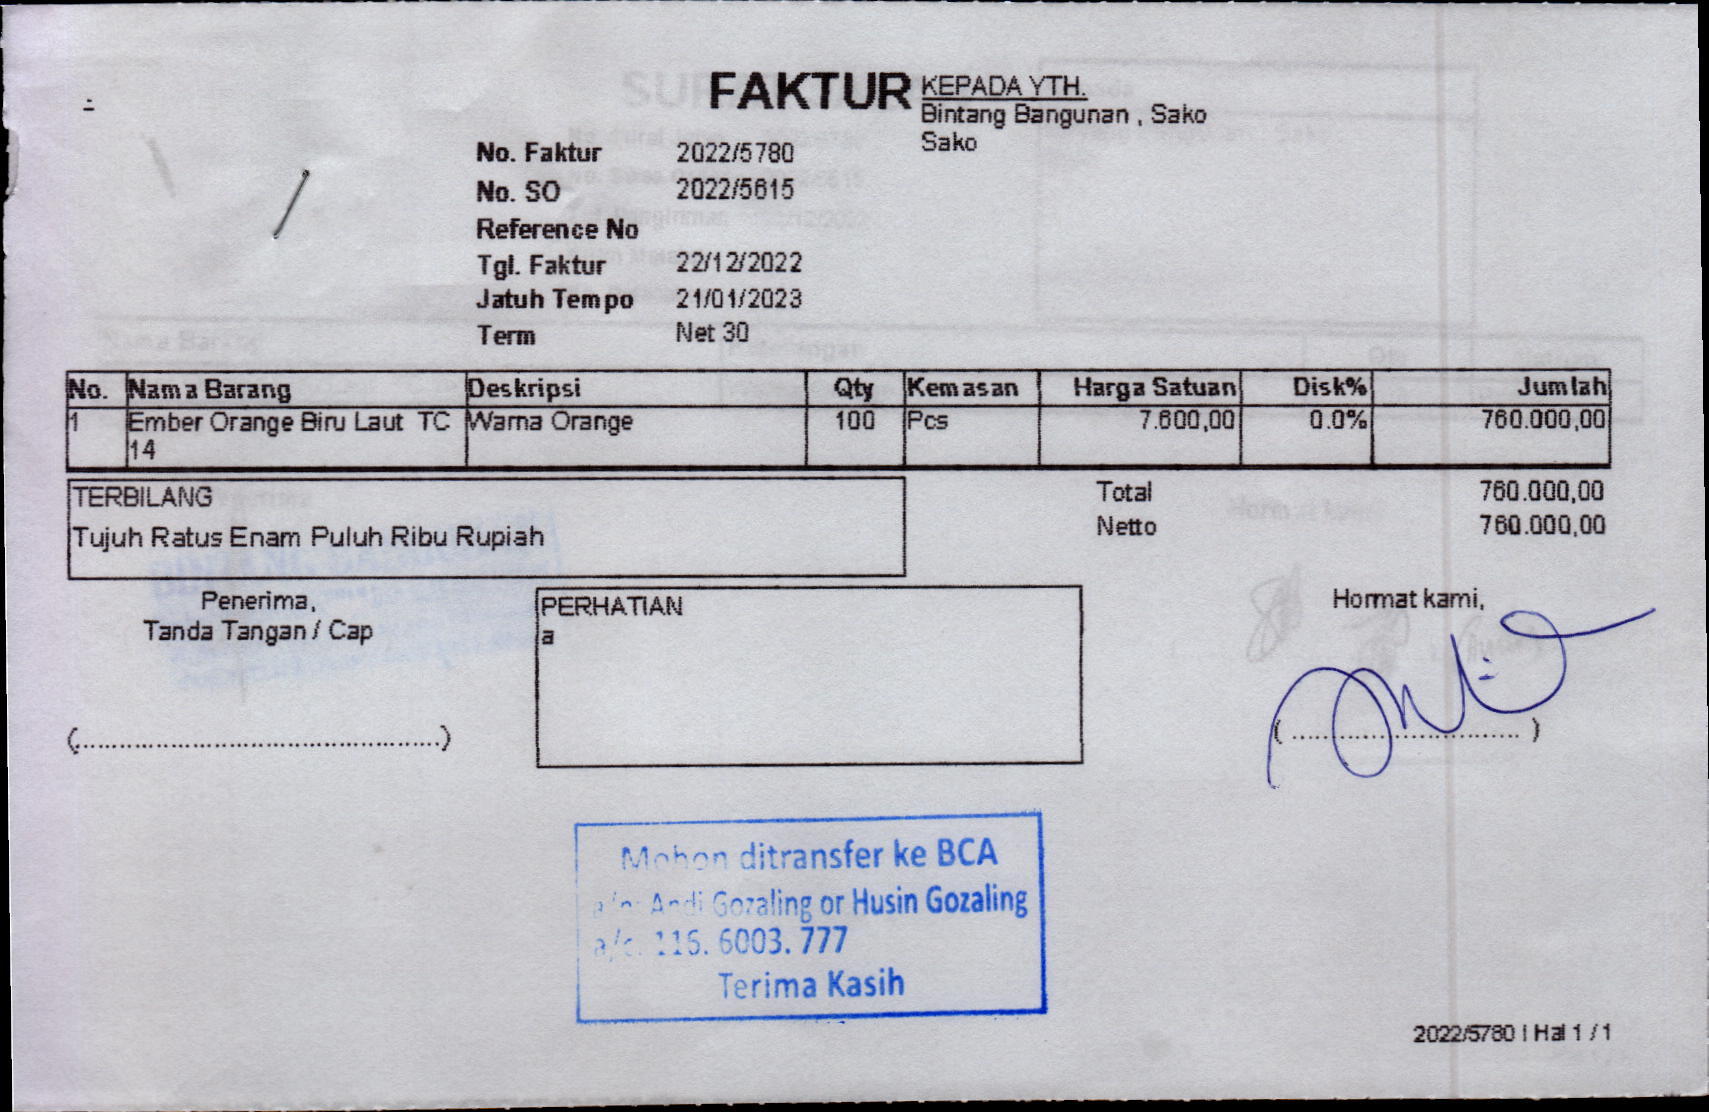 FAKTUR
KEPADA YTH.
Bintang Bangunan , Sako
Sako
No. Faktur 2022/5780
No. SO 2022/5615
Reference No
Tgl. Faktur 22/12/2022
Jatuh Tempo 21/01/2023
Term Net 30
No. Nama Barang Deskripsi Qty Kemasan Harga Satuan Disk% Jumlah
1 Ember Orange Biru Laut TC Warna Orange 100 Pcs 7.600,00 0.0% 760.000,00
14
TERBILANG
Tujuh Ratus Enam Puluh Ribu Rupiah
Total 760.000,00
Netto 760.000,00
Penerima,
Tanda Tangan / Cap
(................................................)
PERHATIAN
a
Hormat kami,
( .............................. )
Mohon ditransfer ke BCA
a/n: Andi Gozaling or Husin Gozaling
a/c. 116. 6003. 777
Terima Kasih
2022/5780 | Hal 1 / 1